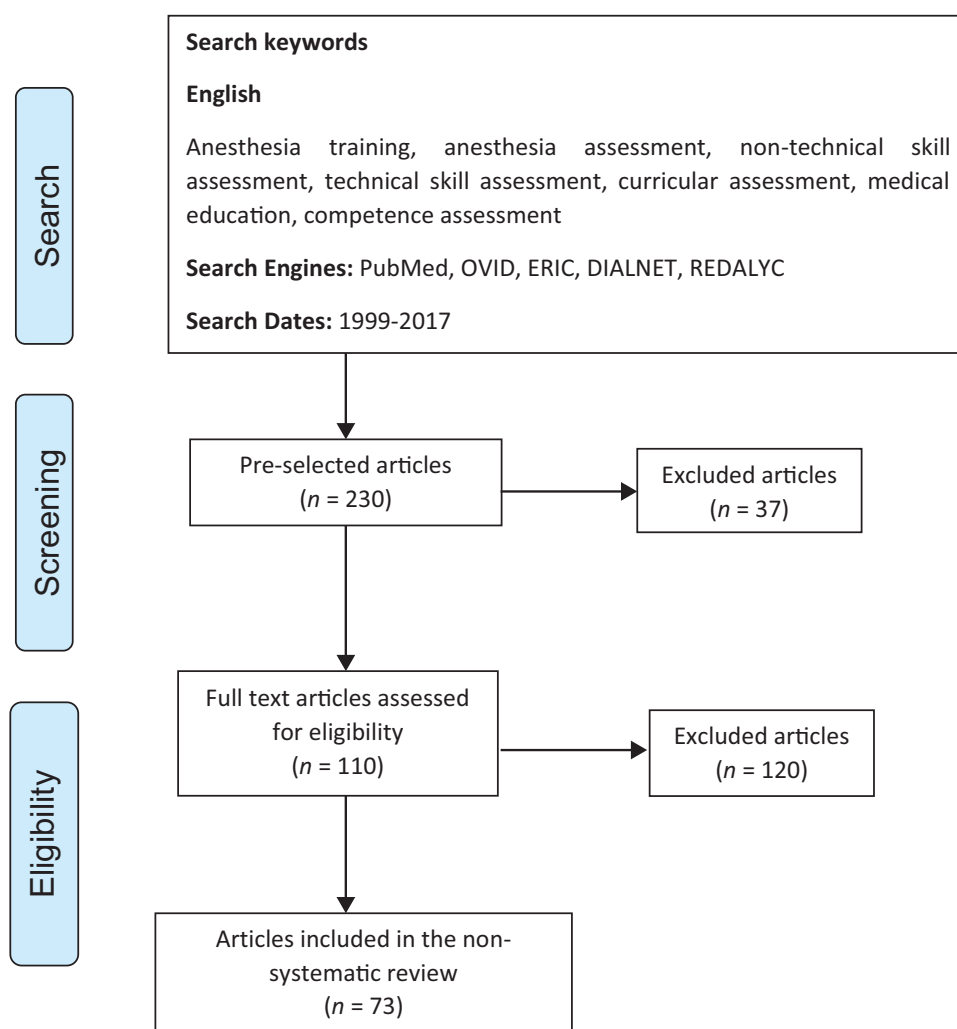 Search
Search keywords
English
Anesthesia training, anesthesia assessment, non-technical skill
assessment, technical skill assessment, curricular assessment, medical
education, competence assessment
Search Engines: PubMed, OVID, ERIC, DIALNET, REDALYC
Search Dates: 1999-2017
Screening
Pre-selected articles
(n = 230)
Excluded articles
(n = 37)
Eligibility
Full text articles assessed
for eligibility
(n = 110)
Excluded articles
(n = 120)
Articles included in the non-
systematic review
(n = 73)